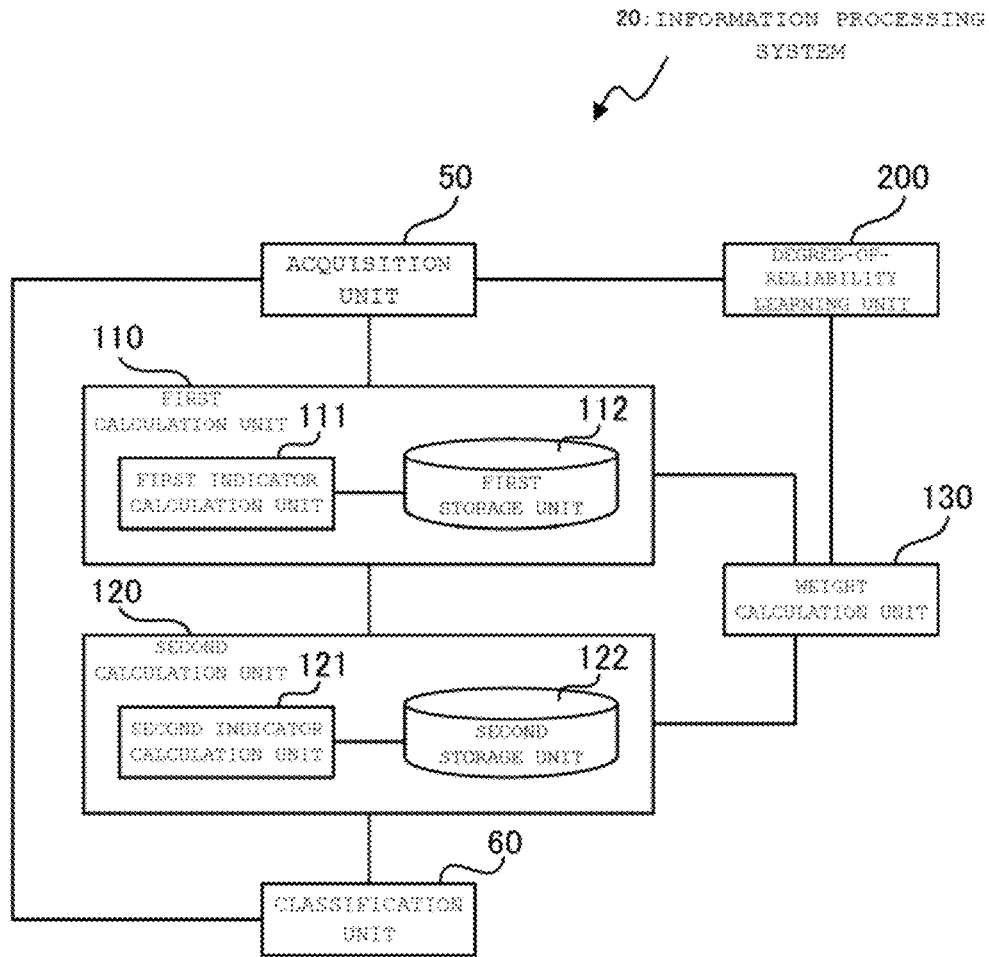 20:INFORMATION PROCESSING
SYSTEM
50
200
ACQUISITION
UNIT
DEGREE-OF-
RELIABILITY
LEARNING UNIT
110
FIRST
CALCULATION UNIT
111
112
FIRST INDICATOR
CALCULATION UNIT
FIRST
STORAGE UNIT
130
WEIGHT
CALCULATION UNIT
120
SECOND
CALCULATION UNIT
121
122
SECOND INDICATOR
CALCULATION UNIT
SECOND
STORAGE UNIT
60
CLASSIFICATION
UNIT